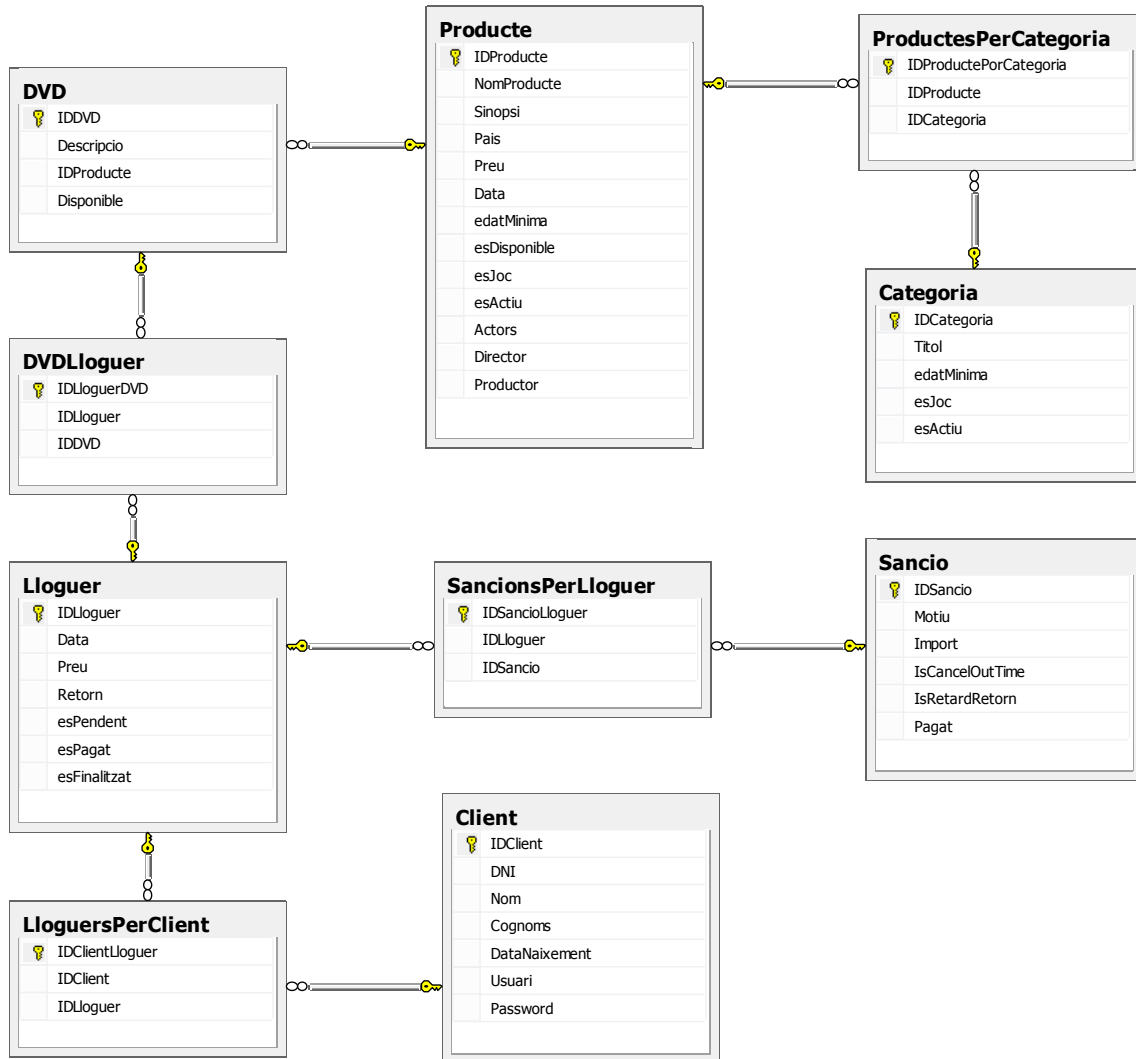 Producte
IDProducte
NomProducte
Sinopsi
Pais
Preu
Data
edatMinima
esDisponible
esJoc
esActiu
Actors
Director
Productor
ProductesPerCategoria
IDProductePorCategoria
IDProducte
IDCategoria
DVD
IDDVD
Descripcio
IDProducte
Disponible
Categoria
IDCategoria
Titol
edatMinima
esJoc
esActiu
DVDLloguer
IDLloguerDVD
IDLloguer
IDDVD
Lloguer
IDLloguer
Data
Preu
Retorn
esPendent
esPagat
esFinalitzat
SancionsPerLloguer
IDSancioLloguer
IDLloguer
IDSancio
Sancio
IDSancio
Motiu
Import
IsCancelOutTime
IsRetardRetorn
Pagat
Client
IDClient
DNI
Nom
Cognoms
DataNaixement
Usuari
Password
LloguersPerClient
IDClientLloguer
IDClient
IDLloguer